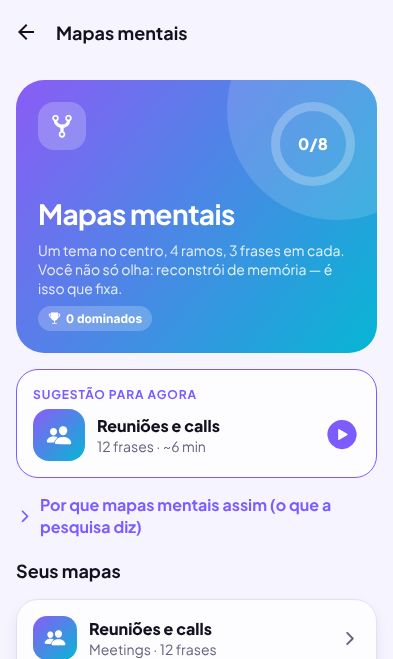 Mapas mentais
0/8
Mapas mentais
Um tema no centro, 4 ramos, 3 frases em cada.
Você não só olha: reconstrói de memória — é
isso que fixa.
0 dominados
SUGESTÃO PARA AGORA
Reuniões e calls
12 frases · ~6 min
Por que mapas mentais assim (o que a
pesquisa diz)
Seus mapas
Reuniões e calls
Meetings · 12 frases